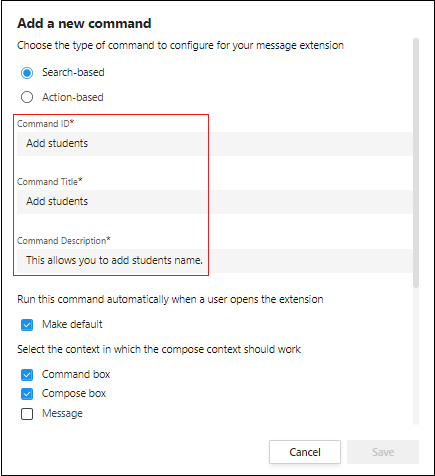 Add a new command
Choose the type of command to configure for your message extension
Search-based
Action-based
Command ID*
Add students
Command Title*
Add students
Command Description*
This allows you to add students name.
Run this command automatically when a user opens the extension
Make default
Select the context in which the compose context should work
Command box
Compose box
Message
Cancel
Save